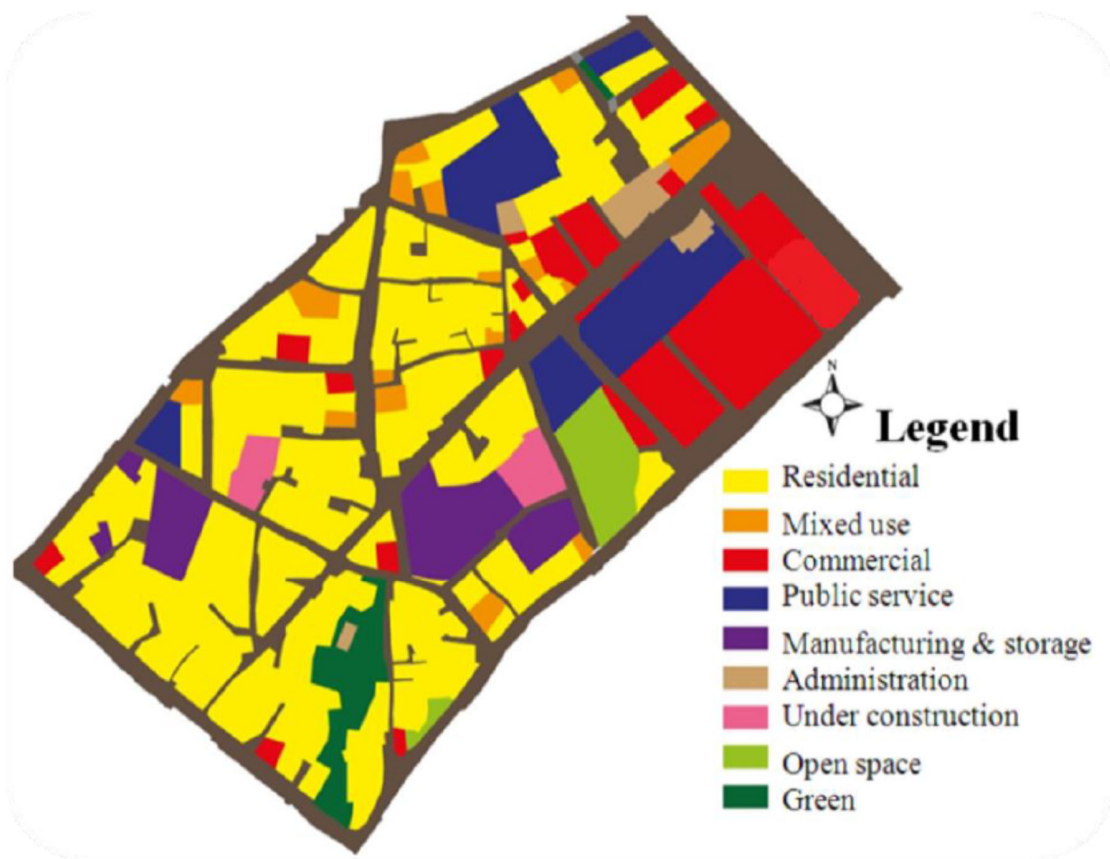 N
Legend
Residential
Mixed use
Commercial
Public service
Manufacturing & storage
Administration
Under construction
Open space
Green